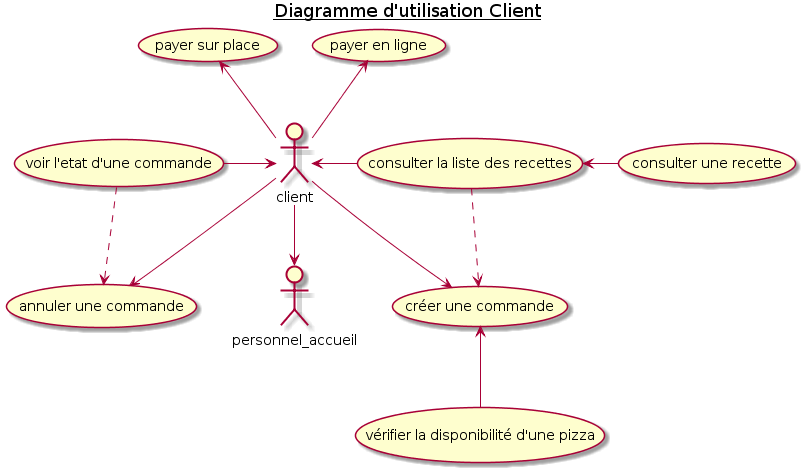 Diagramme d'utilisation Client
payer sur place
payer en ligne
voir l'etat d'une commande
consulter la liste des recettes
consulter une recette
client
annuler une commande
créer une commande
personnel_accueil
vérifier la disponibilité d'une pizza